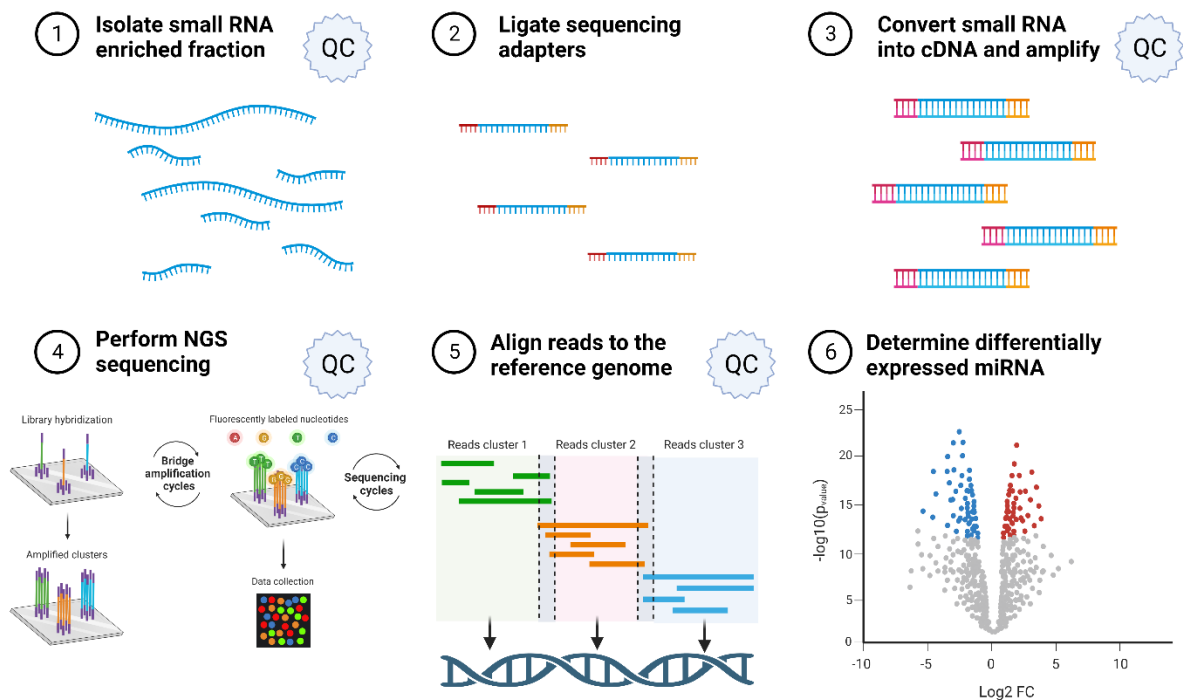 1
Isolate small RNA
enriched fraction
QC
2
Ligate sequencing
adapters
3
Convert small RNA
into cDNA and amplify
QC
4
Perform NGS
sequencing
QC
Library hybridization
Bridge
amplification
cycles
Fluorescently labeled nucleotides
A
G
T
C
T
T
T
G
G
G
C
C
C
Sequencing
cycles
Amplified clusters
Data collection
5
Align reads to the
reference genome
QC
Reads cluster 1
Reads cluster 2
Reads cluster 3
6
Determine differentially
expressed miRNA
-log10(pvalue)
25
20
15
10
5
0
-10
-5
0
5
10
Log2 FC